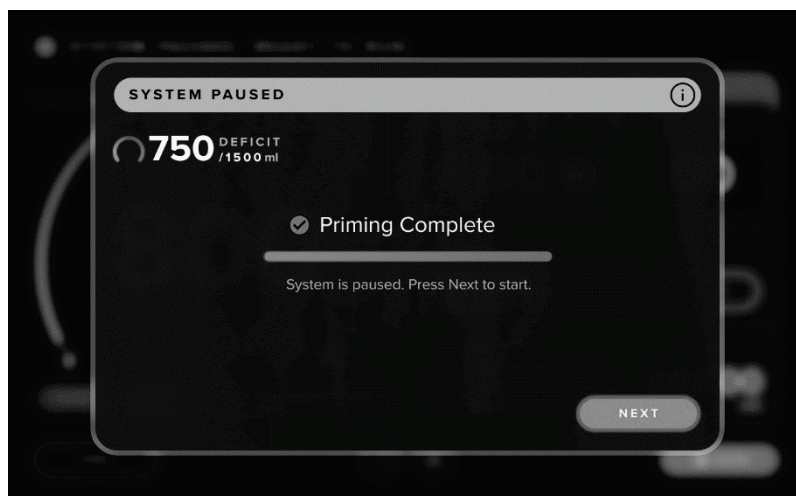 SYSTEM PAUSED
750 DEFICIT
/1500 ml
Priming Complete
System is paused. Press Next to start.
NEXT